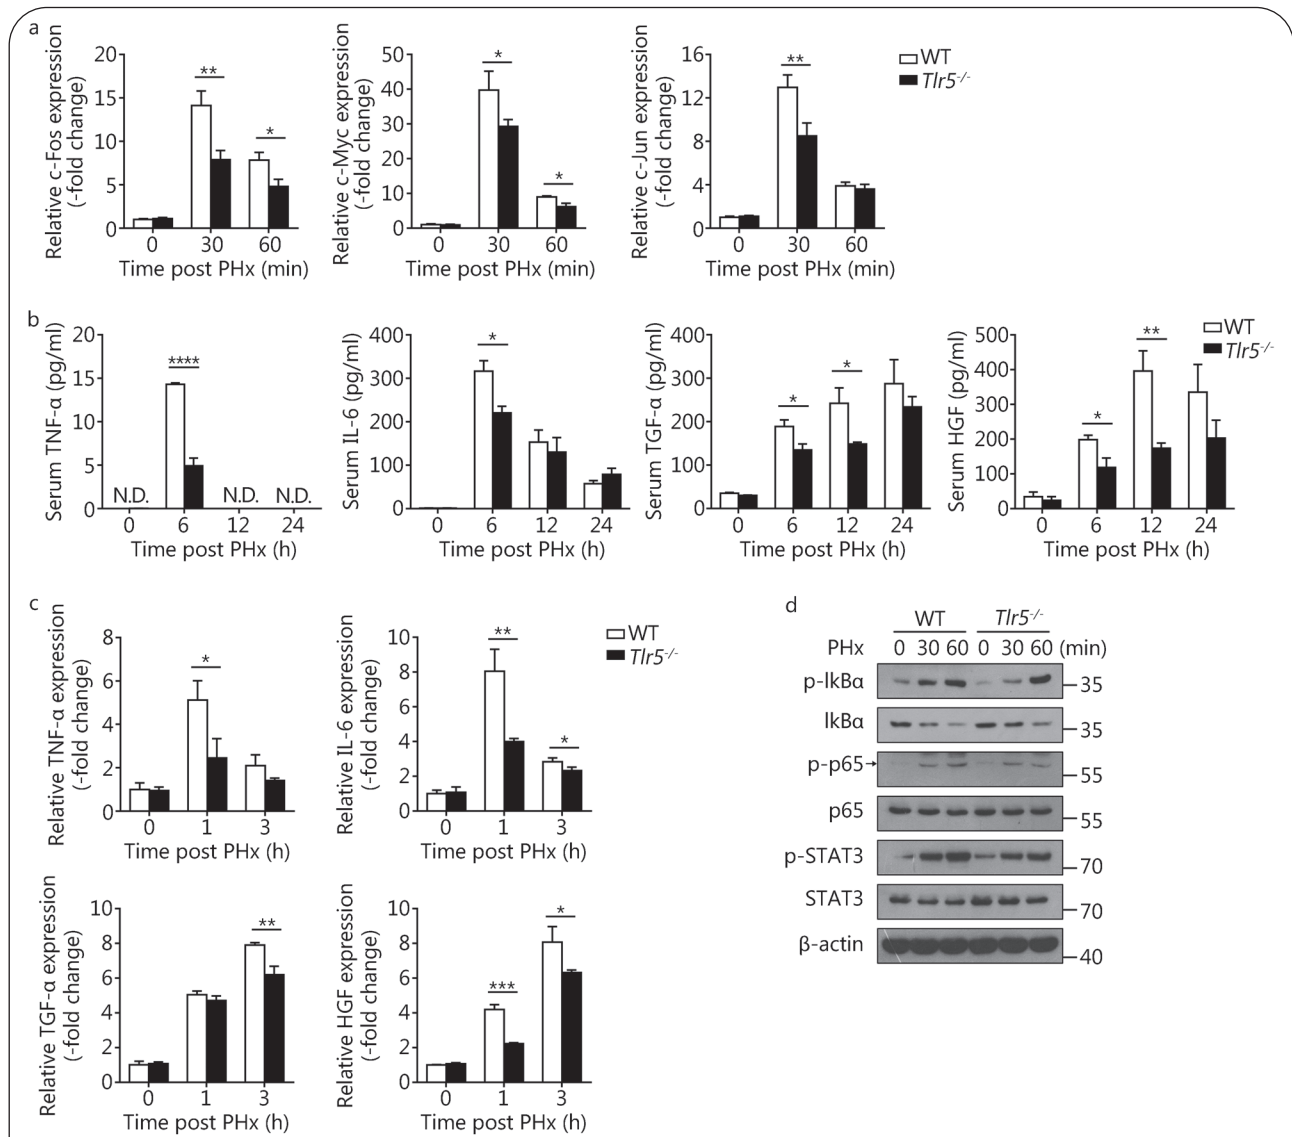 a
Relative c-Fos expression
(-fold change)
20
15
10
5
0
**
*
0 30 60
Time post PHx (min)
Relative c-Myc expression
(-fold change)
50
40
30
20
10
0
*
*
0 30 60
Time post PHx (min)
Relative c-Jun expression
(-fold change)
16
12
8
4
0
**
0 30 60
Time post PHx (min)
WT
Tlr5-/-
b
Serum TNF-α (pg/ml)
20
15
10
5
0
****
N.D. N.D. N.D.
0 6 12 24
Time post PHx (h)
Serum IL-6 (pg/ml)
400
300
200
100
0
*
0 6 12 24
Time post PHx (h)
Serum TGF-α (pg/ml)
400
300
200
100
0
*
*
0 6 12 24
Time post PHx (h)
Serum HGF (pg/ml)
500
400
300
200
100
0
*
**
0 6 12 24
Time post PHx (h)
WT
Tlr5-/-
c
Relative TNF-α expression
(-fold change)
8
6
4
2
0
*
0 1 3
Time post PHx (h)
Relative IL-6 expression
(-fold change)
10
8
6
4
2
0
**
*
0 1 3
Time post PHx (h)
WT
Tlr5-/-
Relative TGF-α expression
(-fold change)
10
8
6
4
2
0
**
0 1 3
Time post PHx (h)
Relative HGF expression
(-fold change)
10
8
6
4
2
0
***
*
0 1 3
Time post PHx (h)
d
WT Tlr5-/-
PHx 0 30 60 0 30 60 (min)
p-IkBα 35
IkBα 35
p-p65 55
p65 55
p-STAT3 70
STAT3 70
β-actin 40